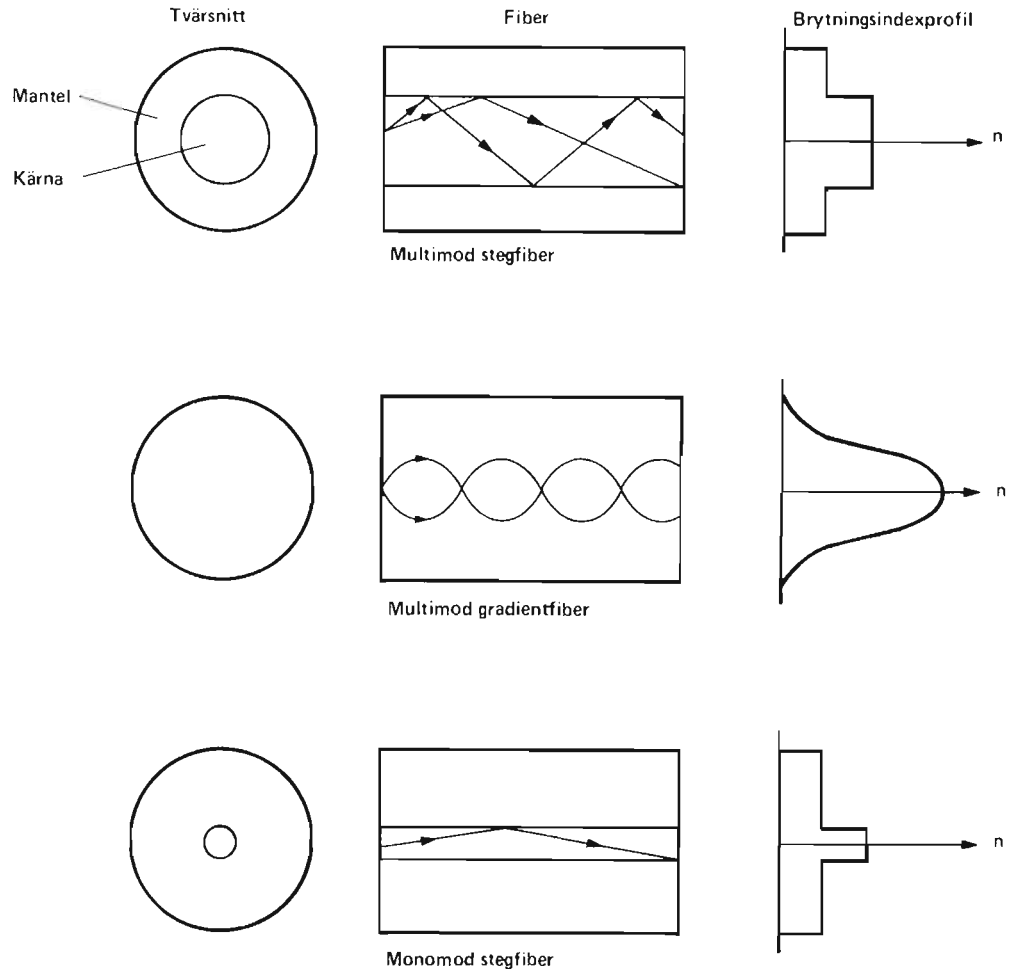 Tvärsnitt
Fiber
Brytningsindexprofil
Mantel
Kärna
n
Multimod stegfiber
n
Multimod gradientfiber
n
Monomod stegfiber